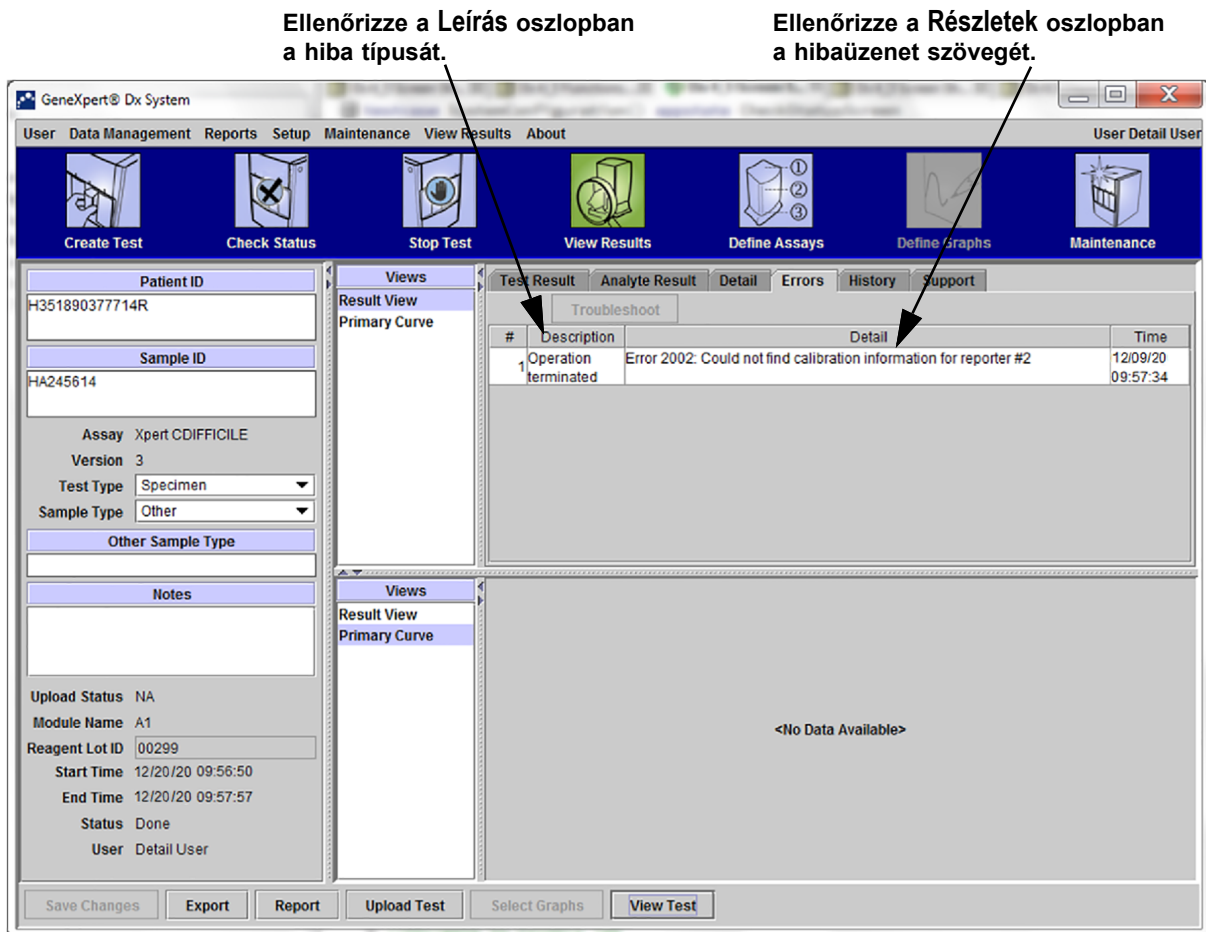 Ellenőrizze a Leírás oszlopban
a hiba típusát.
Ellenőrizze a Részletek oszlopban
a hibaüzenet szövegét.
GeneXpert® Dx System
User Data Management Reports Setup Maintenance View Results About User Detail User
Create Test Check Status Stop Test View Results Define Assays Define Graphs Maintenance
Patient ID
H351890377714R
Sample ID
HA245614
Assay Xpert CDIFFICILE
Version 3
Test Type Specimen
Sample Type Other
Other Sample Type
Notes
Upload Status NA
Module Name A1
Reagent Lot ID 00299
Start Time 12/20/20 09:56:50
End Time 12/20/20 09:57:57
Status Done
User Detail User
Views
Result View
Primary Curve
Test Result Analyte Result Detail Errors History Support
Troubleshoot
# Description Detail Time
1 Operation terminated Error 2002: Could not find calibration information for reporter #2 12/09/20 09:57:34
Views
Result View
Primary Curve
<No Data Available>
Save Changes Export Report Upload Test Select Graphs View Test